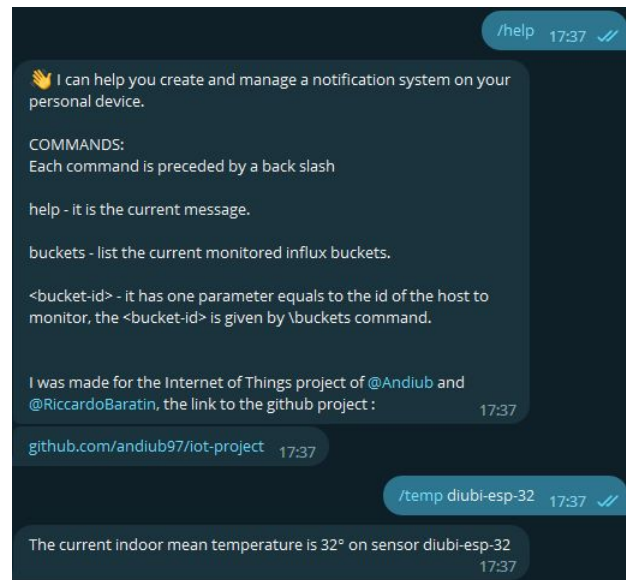 /help 17:37
👋 I can help you create and manage a notification system on your
personal device.
COMMANDS:
Each command is preceded by a back slash
help - it is the current message.
buckets - list the current monitored influx buckets.
<bucket-id> - it has one parameter equals to the id of the host to
monitor, the <bucket-id> is given by \buckets command.
I was made for the Internet of Things project of @Andiub and
@RiccardoBaratin, the link to the github project :
17:37
github.com/andiub97/iot-project 17:37
/temp diubi-esp-32 17:37
The current indoor mean temperature is 32° on sensor diubi-esp-32
17:37